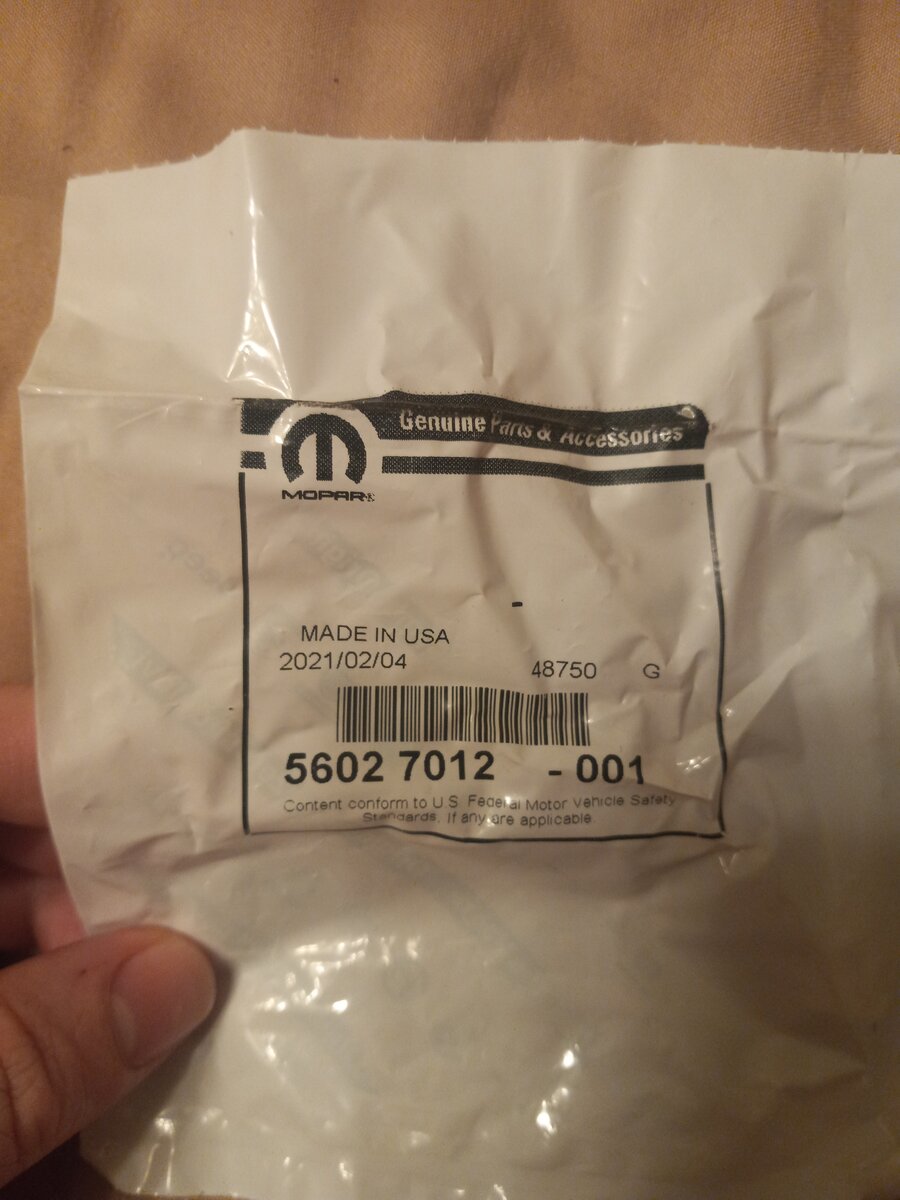 Genuine Parts & Accessories
MOPAR®
-
MADE IN USA
2021/02/04 48750 G
5602 7012 - 001
Content conform to U.S. Federal Motor Vehicle Safety
Standards, If any are applicable.